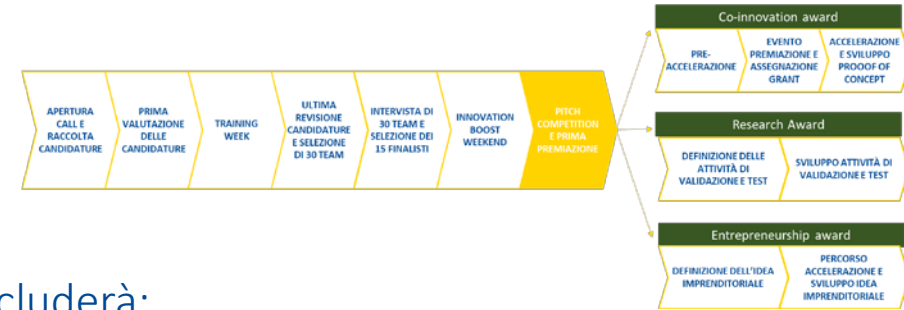 Co-innovation award
PRE-
ACCELERAZIONE
EVENTO
PREMIAZIONE E
ASSEGNAZIONE
GRANT
ACCELERAZIONE
E SVILUPPO
PROOOF OF
CONCEPT
APERTURA
CALL E
RACCOLTA
CANDIDATURE
PRIMA
VALUTAZIONE
DELLE
CANDIDATURE
TRAINING
WEEK
ULTIMA
REVISIONE
CANDIDATURE
E SELEZIONE
DI 30 TEAM
INTERVISTA DI
30 TEAM E
SELEZIONE DEI
15 FINALISTI
INNOVATION
BOOST
WEEKEND
PITCH
COMPETITION
E PRIMA
PREMIAZIONE
Research Award
DEFINIZIONE DELLE
ATTIVITÀ DI
VALIDAZIONE E TEST
SVILUPPO ATTIVITÀ DI
VALIDAZIONE E TEST
Entrepreneurship award
DEFINIZIONE DELL'IDEA
IMPRENDITORIALE
PERCORSO
ACCELERAZIONE E
SVILUPPO IDEA
IMPRENDITORIALE
cluderà: